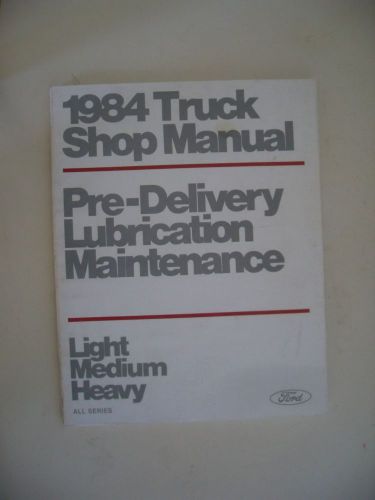 1984 Truck
Shop Manual
Pre-Delivery
Lubrication
Maintenance
Light
Medium
Heavy
ALL SERIES
Ford